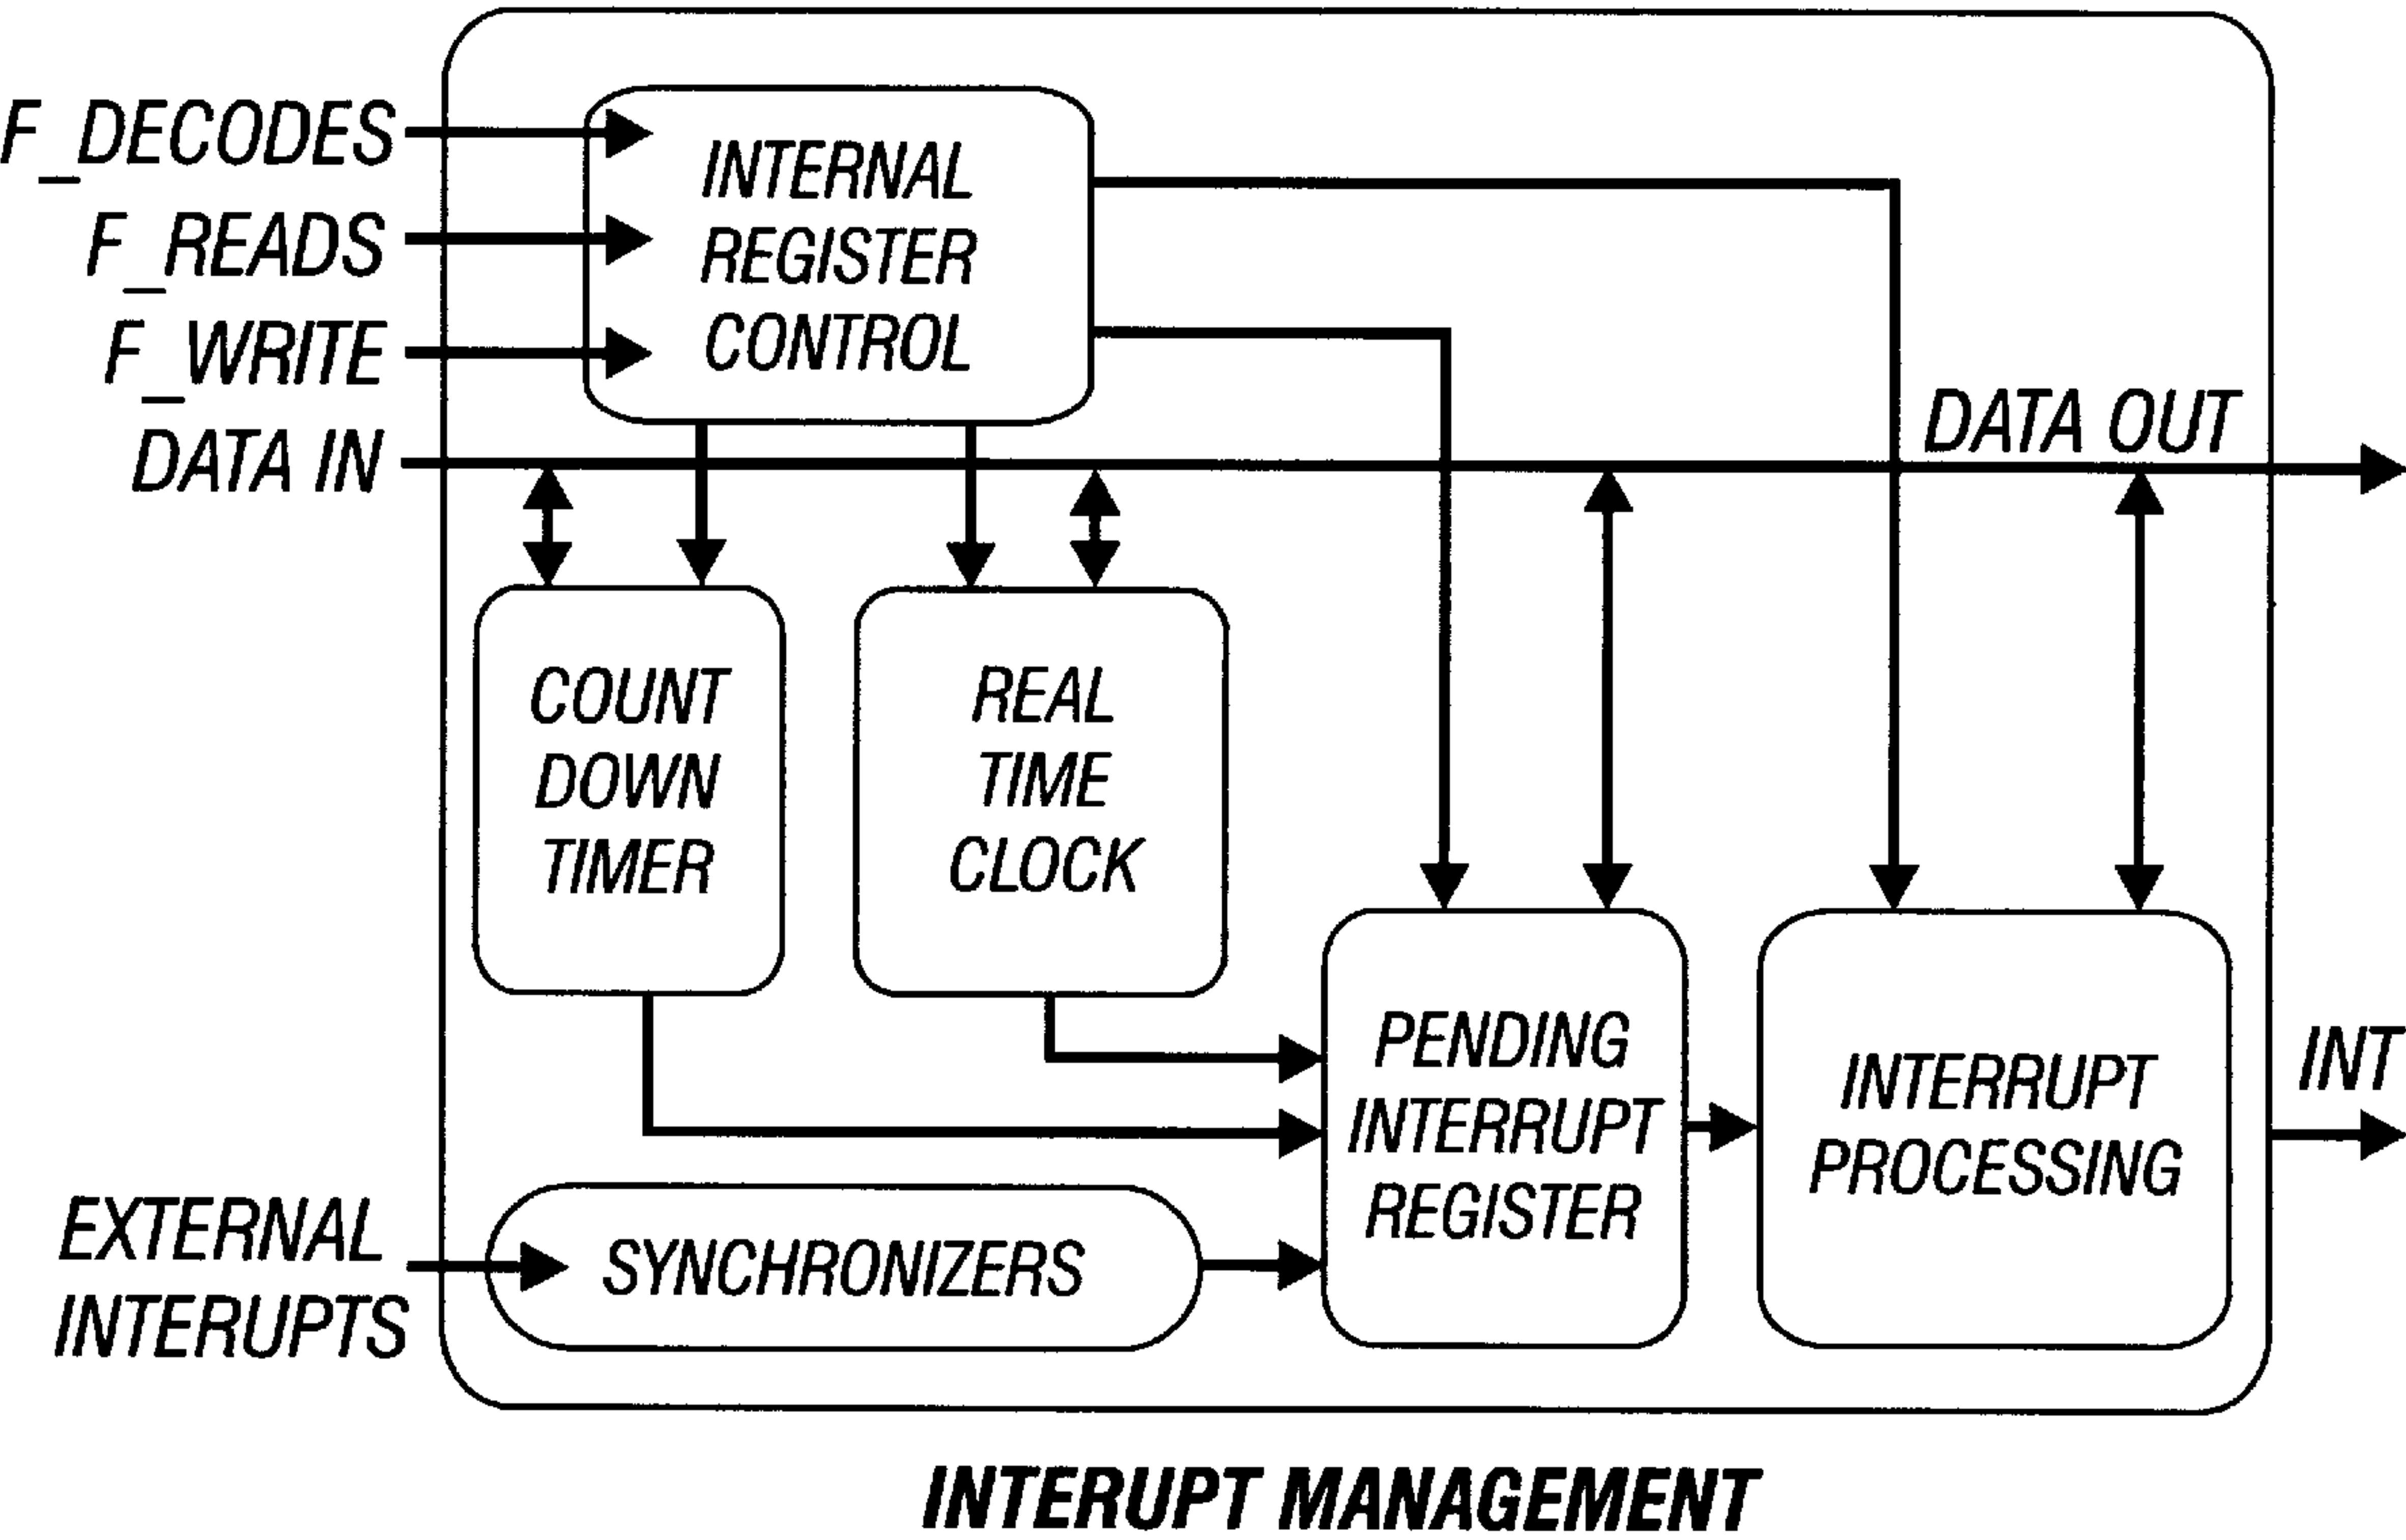 F_DECODES
F_READS
F_WRITE
DATA IN
INTERNAL
REGISTER
CONTROL
DATA OUT
COUNT
DOWN
TIMER
REAL
TIME
CLOCK
PENDING
INTERRUPT
REGISTER
INTERRUPT
PROCESSING
INT
EXTERNAL
INTERUPTS
SYNCHRONIZERS
INTERUPT MANAGEMENT